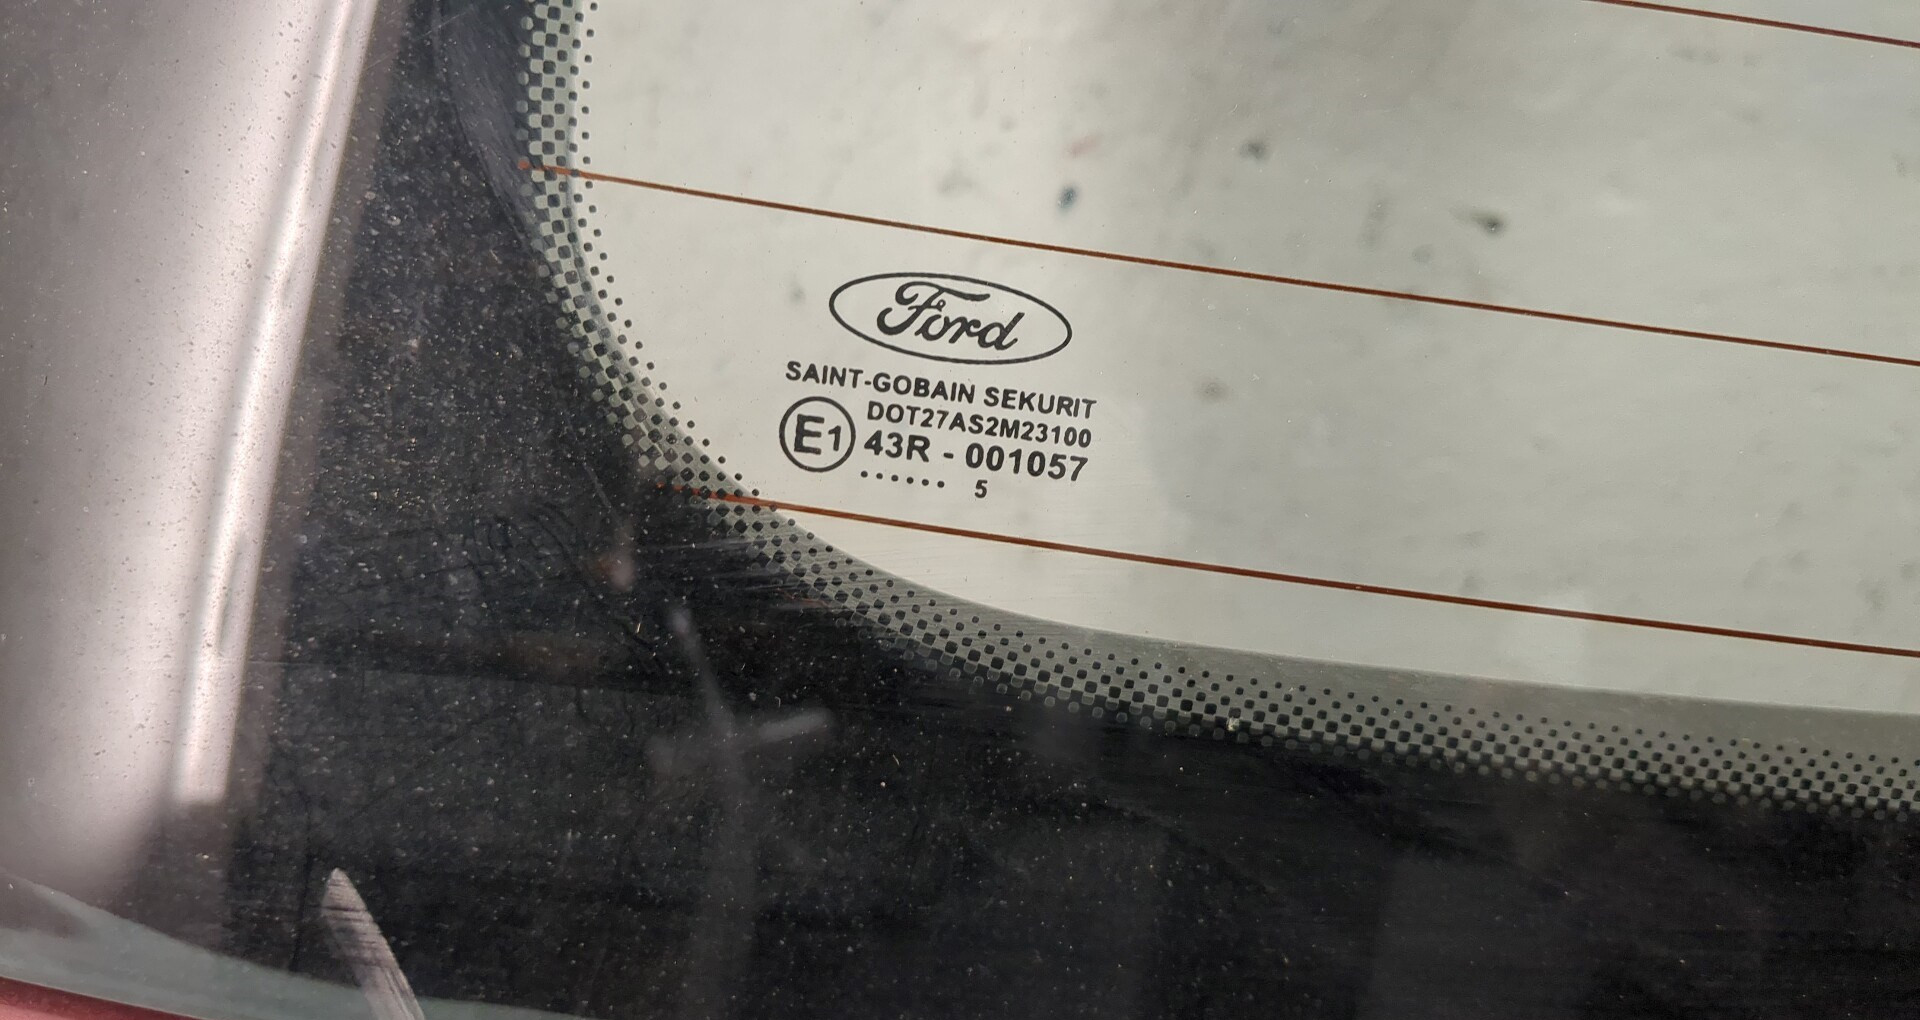 Ford
SAINT-GOBAIN SEKURIT
DOT27AS2M23100
E1 43R - 001057
...... 5